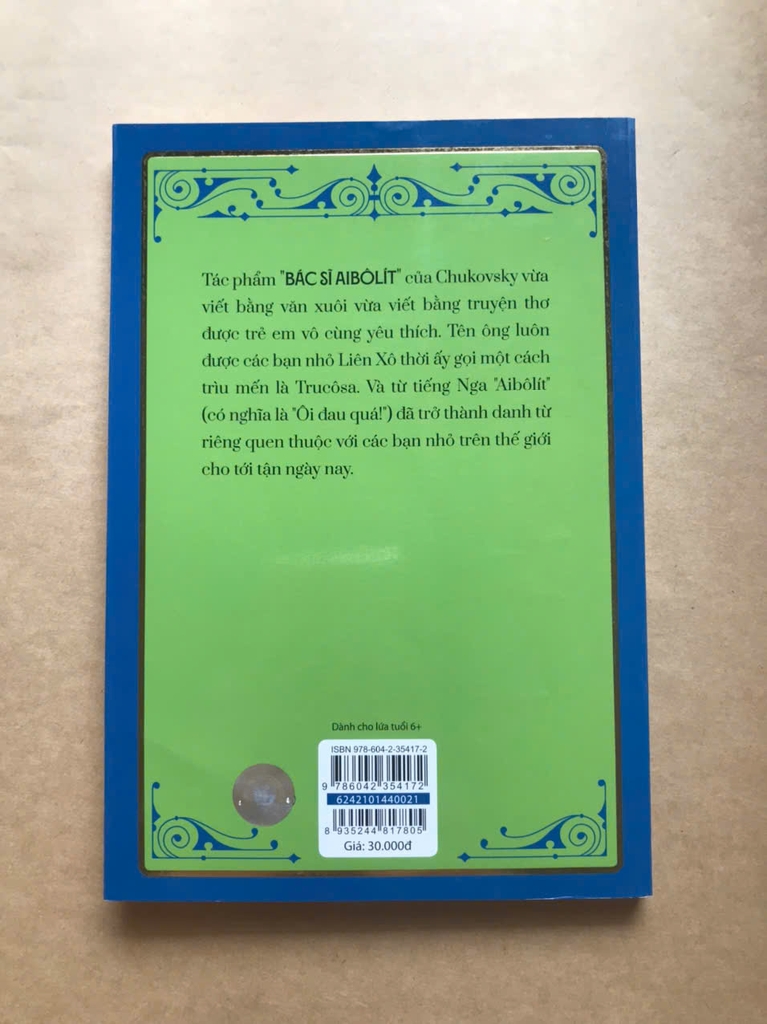 Tác phẩm "BÁC SĨ AIBÔLÍT" của Chukovsky vừa
viết bằng văn xuôi vừa viết bằng truyện thơ
được trẻ em vô cùng yêu thích. Tên ông luôn
được các bạn nhỏ Liên Xô thời ấy gọi một cách
trìu mến là Trucôsa. Và từ tiếng Nga "Aibôlít"
(có nghĩa là "Ôi đau quá!") đã trở thành danh từ
riêng quen thuộc với các bạn nhỏ trên thế giới
cho tới tận ngày nay.
Dành cho lứa tuổi 6+
ISBN 978-604-2-35417-2
9 786042 354172
6242101440021
8 935244 817805
Giá: 30.000đ